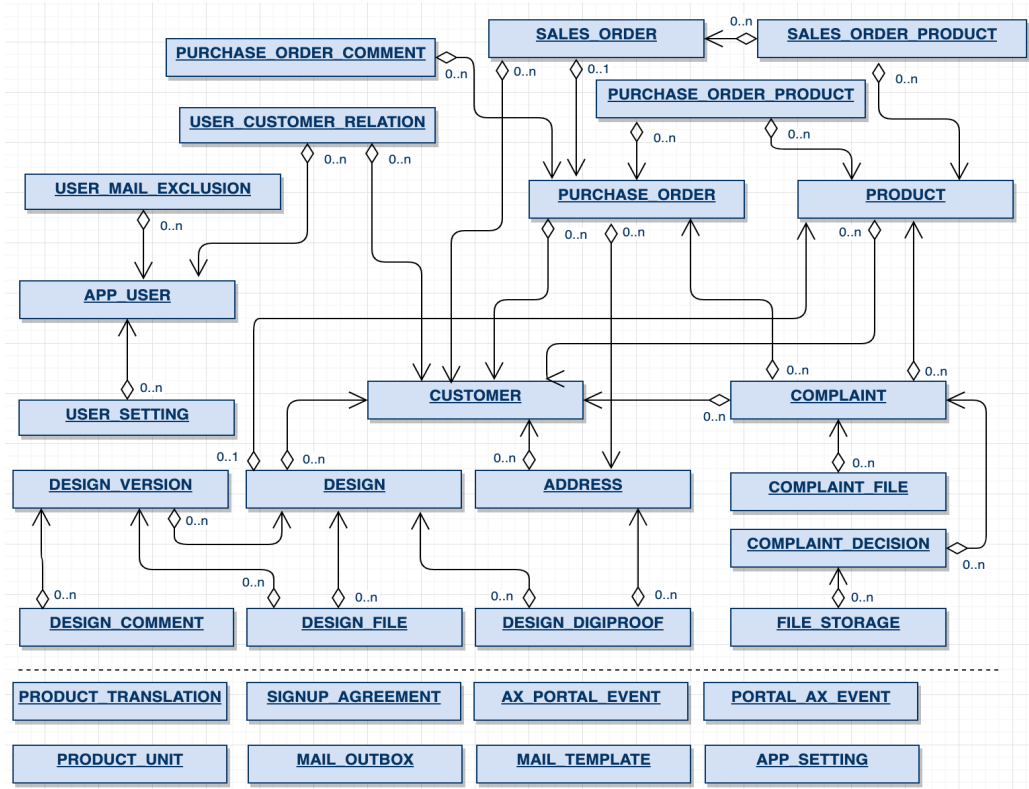 SALES_ORDER
0..n
SALES_ORDER_PRODUCT
PURCHASE_ORDER_COMMENT
0..n
0..n
0..1
0..n
PURCHASE_ORDER_PRODUCT
USER_CUSTOMER_RELATION
0..n
0..n
0..n
0..n
USER_MAIL_EXCLUSION
0..n
PURCHASE_ORDER
PRODUCT
0..n
0..n
0..n
APP_USER
0..n
USER_SETTING
CUSTOMER
0..n
0..n
0..n
COMPLAINT
0..1
0..n
0..n
0..n
DESIGN_VERSION
DESIGN
ADDRESS
COMPLAINT_FILE
0..n
COMPLAINT_DECISION
0..n
0..n
0..n
0..n
0..n
0..n
0..n
DESIGN_COMMENT
DESIGN_FILE
DESIGN_DIGIPROOF
FILE_STORAGE
PRODUCT_TRANSLATION
SIGNUP_AGREEMENT
AX_PORTAL_EVENT
PORTAL_AX_EVENT
PRODUCT_UNIT
MAIL_OUTBOX
MAIL_TEMPLATE
APP_SETTING